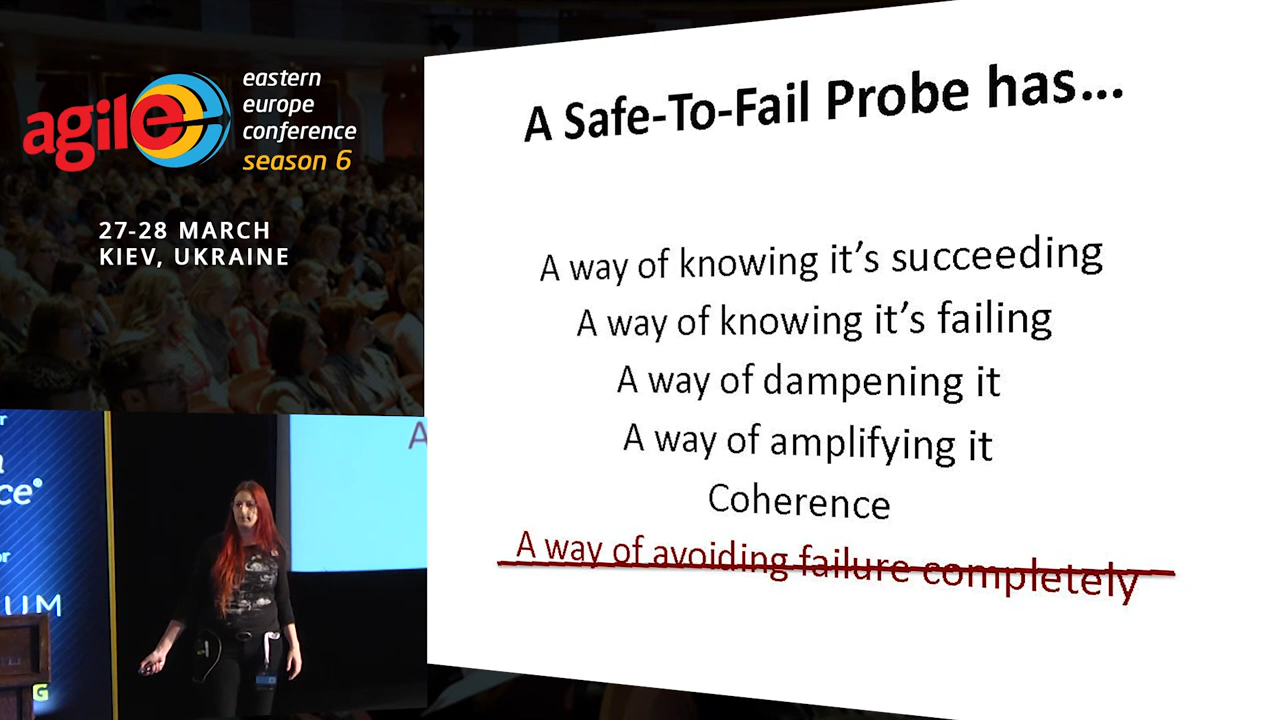 agile
eastern
europe
conference
season 6
27-28 MARCH
KIEV, UKRAINE
A Safe-To-Fail Probe has...
A way of knowing it's succeeding
A way of knowing it's failing
A way of dampening it
A way of amplifying it
Coherence
A way of avoiding failure completely
A